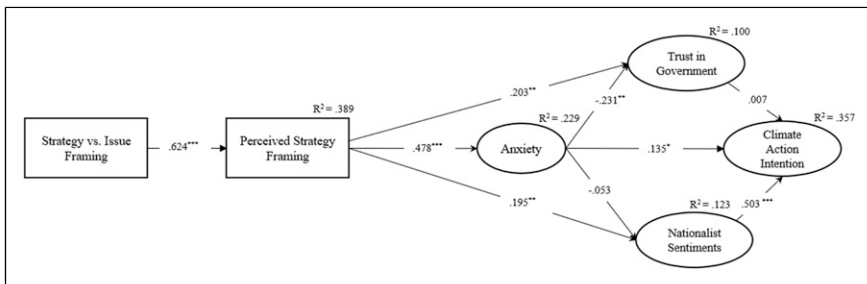 R² = .100
Trust in
Government
R² = .389
.203**
-.231**
.007
R² = .229
R² = .357
Strategy vs. Issue
Framing
.624***
Perceived Strategy
Framing
.478***
Anxiety
.135*
Climate
Action
Intention
-.053
.195**
R² = .123
.503 ***
Nationalist
Sentiments